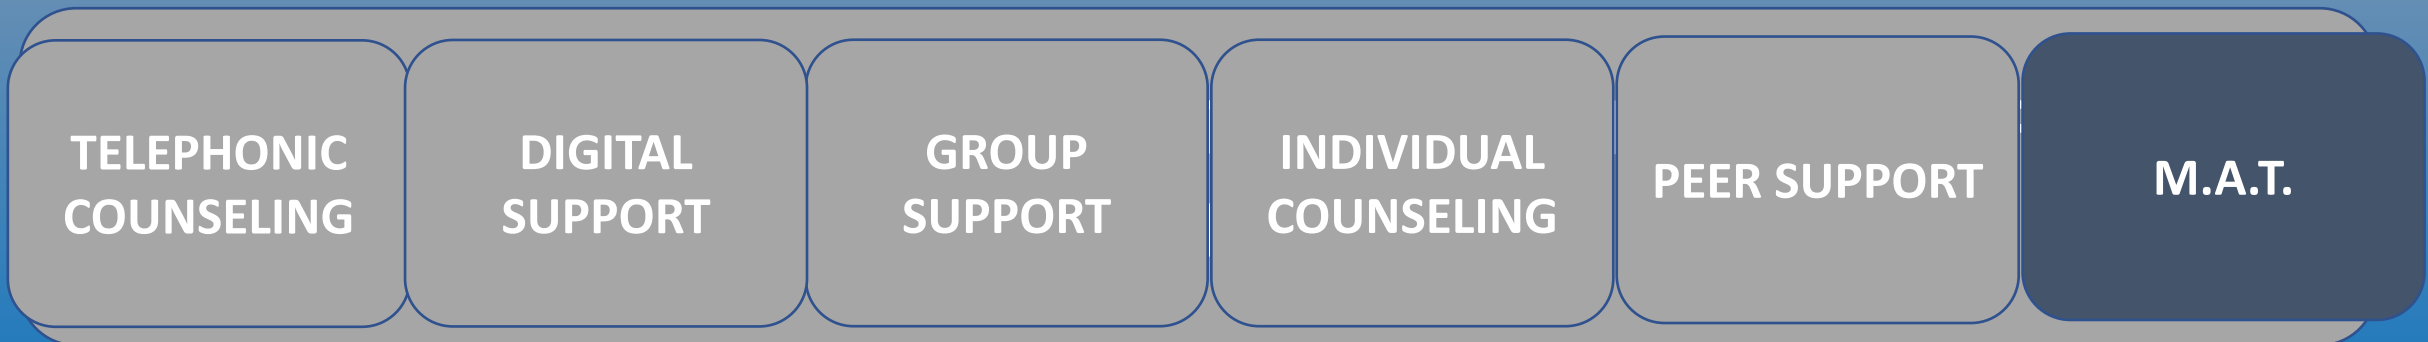 TELEPHONIC
COUNSELING
DIGITAL
SUPPORT
GROUP
SUPPORT
INDIVIDUAL
COUNSELING
PEER SUPPORT
M.A.T.